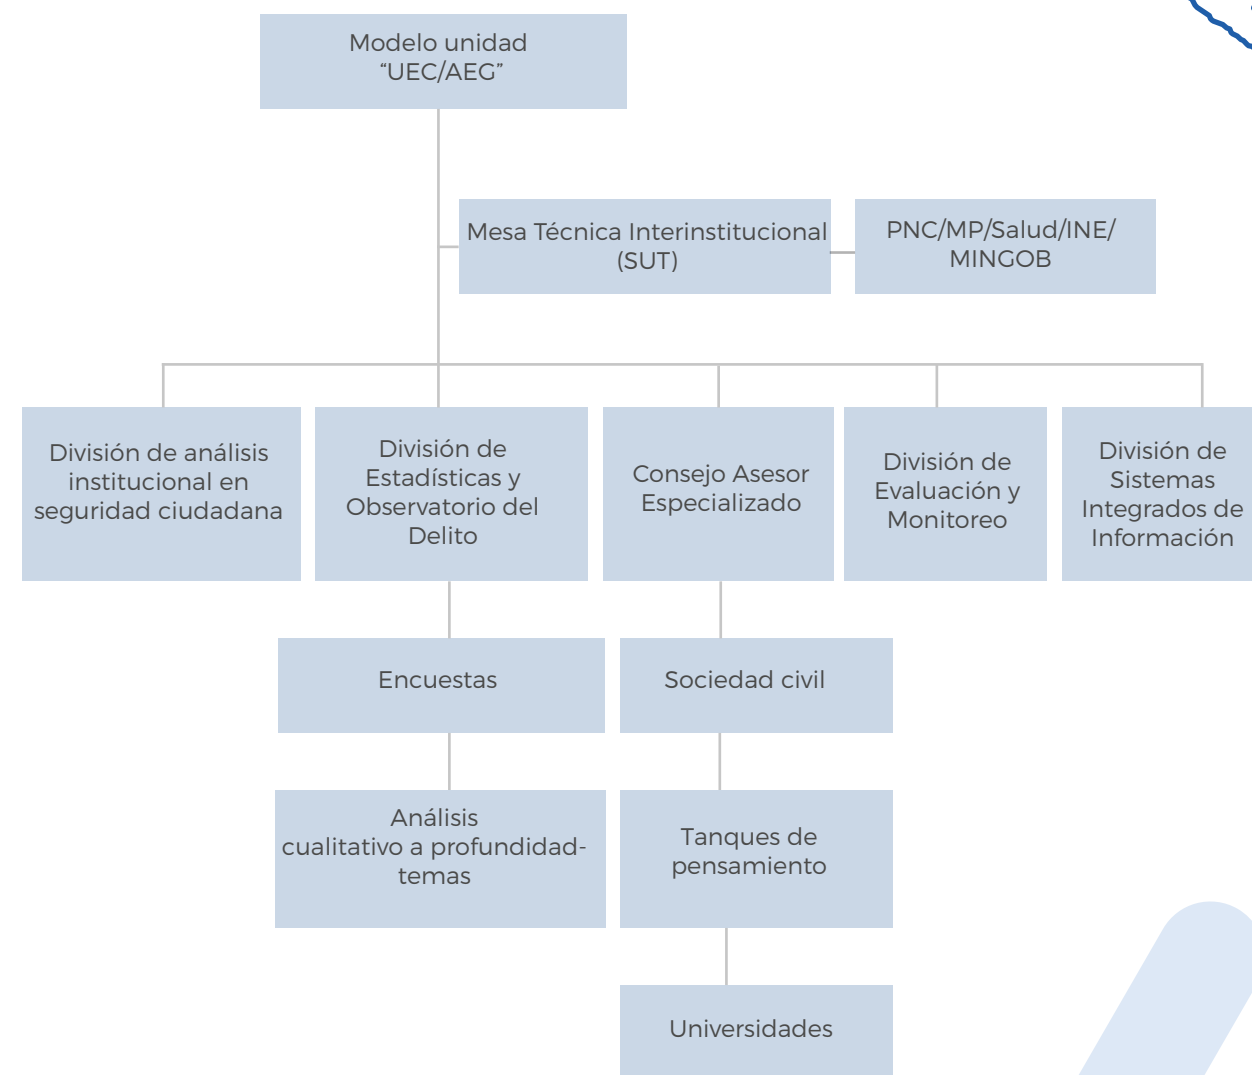 Modelo unidad
“UEC/AEG”
Mesa Técnica Interinstitucional
(SUT)
PNC/MP/Salud/INE/
MINGOB
División de análisis
institucional en
seguridad ciudadana
División de
Estadísticas y
Observatorio del
Delito
Consejo Asesor
Especializado
División de
Evaluación y
Monitoreo
División de
Sistemas
Integrados de
Información
Encuestas
Sociedad civil
Análisis
cualitativo a profundidad-
temas
Tanques de
pensamiento
Universidades